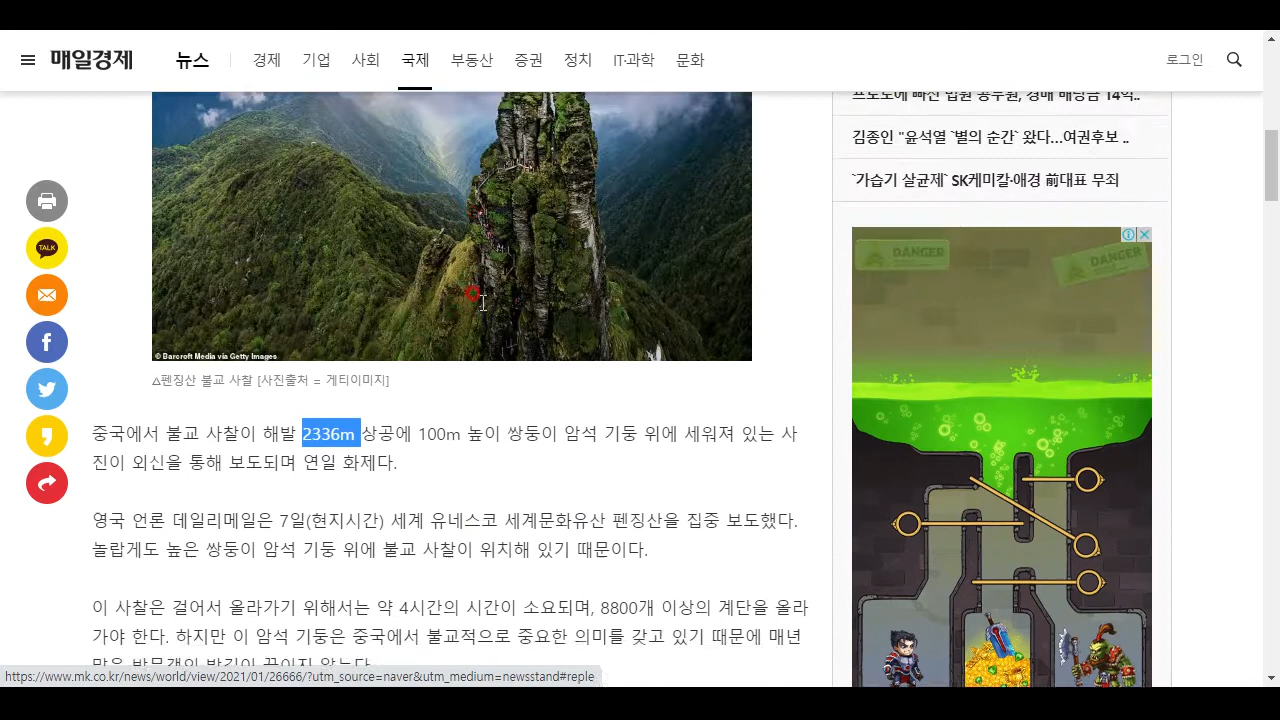 매일경제 뉴스 경제 기업 사회 국제 부동산 증권 정치 IT·과학 문화 로그인
TALK
© Barcroft Media via Getty Images
△펜징산 불교 사찰 [사진출처 = 게티이미지]
중국에서 불교 사찰이 해발 2336m 상공에 100m 높이 쌍둥이 암석 기둥 위에 세워져 있는 사
진이 외신을 통해 보도되며 연일 화제다.
영국 언론 데일리메일은 7일(현지시간) 세계 유네스코 세계문화유산 펜징산을 집중 보도했다.
놀랍게도 높은 쌍둥이 암석 기둥 위에 불교 사찰이 위치해 있기 때문이다.
이 사찰은 걸어서 올라가기 위해서는 약 4시간의 시간이 소요되며, 8800개 이상의 계단을 올라
가야 한다. 하지만 이 암석 기둥은 중국에서 불교적으로 중요한 의미를 갖고 있기 때문에 매년
https://www.mk.co.kr/news/world/view/2021/01/26666/?utm_source=naver&utm_medium=newsstand#reple
김종인 "윤석열 `별의 순간` 왔다…여권후보 ..
`가습기 살균제` SK케미칼·애경 前대표 무죄
DANGER
DANGER